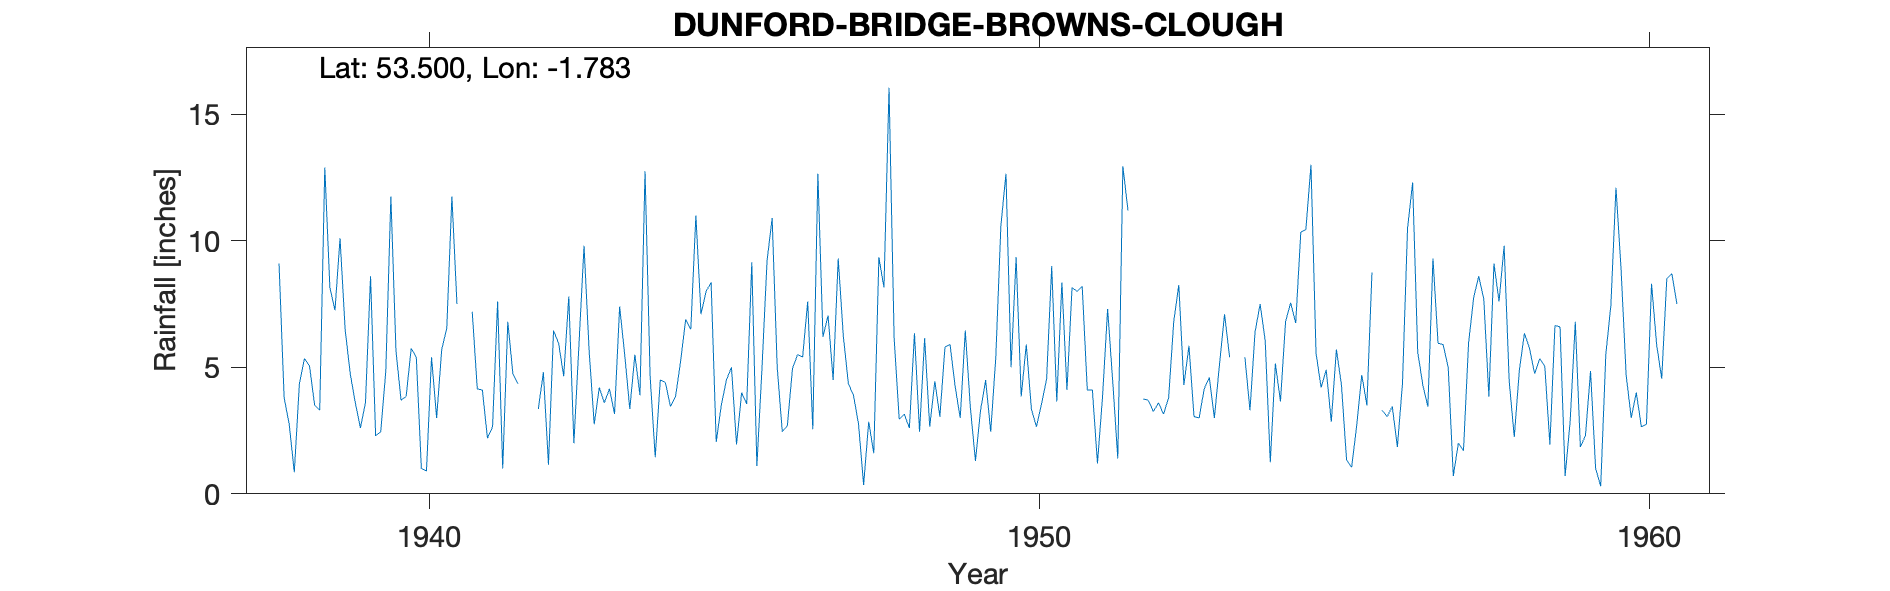 DUNFORD-BRIDGE-BROWNS-CLOUGH
Lat: 53.500, Lon: -1.783
15
10
5
0
Rainfall [inches]
1940
1950
1960
Year